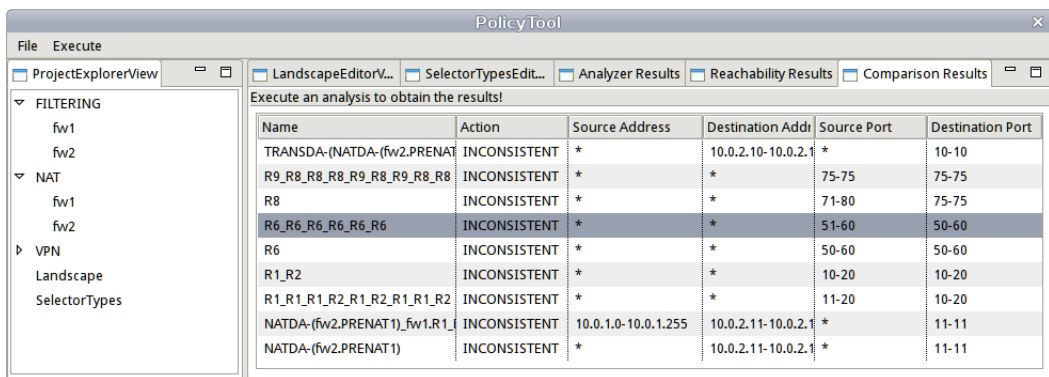 PolicyTool
File Execute
ProjectExplorerView
FILTERING
fw1
fw2
NAT
fw1
fw2
VPN
Landscape
SelectorTypes
LandscapeEditorV... SelectorTypesEdit... Analyzer Results Reachability Results Comparison Results
Execute an analysis to obtain the results!
Name Action Source Address Destination Addr Source Port Destination Port
TRANSDA-(NATDA-(fw2.PRENAT INCONSISTENT * 10.0.2.10-10.0.2.1 * 10-10
R9_R8_R8_R8_R9_R8_R9_R8_R8 INCONSISTENT * * 75-75 75-75
R8 INCONSISTENT * * 71-80 75-75
R6_R6_R6_R6_R6_R6 INCONSISTENT * * 51-60 50-60
R6 INCONSISTENT * * 50-60 50-60
R1_R2 INCONSISTENT * * 10-20 10-20
R1_R1_R1_R2_R1_R2_R1_R1_R2 INCONSISTENT * * 11-20 10-20
NATDA-(fw2.PRENAT1)_fw1.R1_ INCONSISTENT 10.0.1.0-10.0.1.255 10.0.2.11-10.0.2.1 * 11-11
NATDA-(fw2.PRENAT1) INCONSISTENT * 10.0.2.11-10.0.2.1 * 11-11